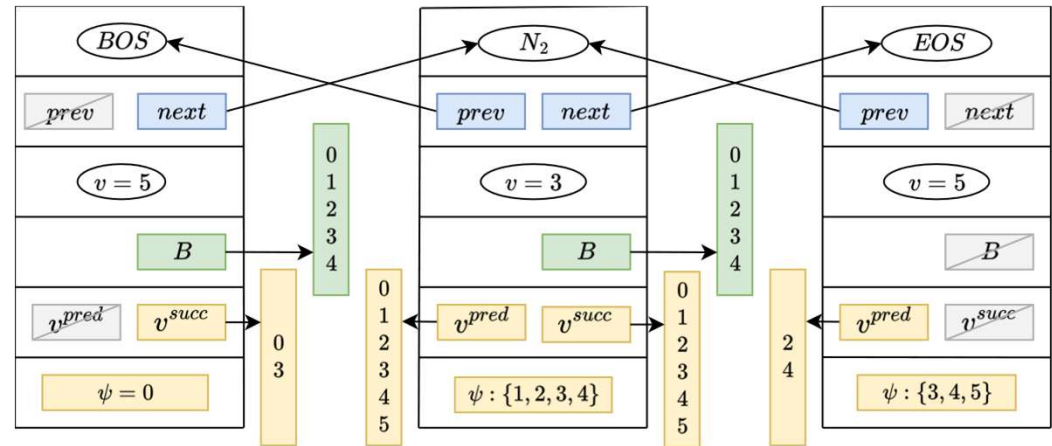 BOS
N₂
EOS
prev
next
prev
next
prev
next
v = 5
v = 3
v = 5
B
B
B
0
1
2
3
4
0
1
2
3
4
v^pred
v^succ
v^pred
v^succ
v^pred
v^succ
0
3
0
1
2
3
4
5
0
1
2
3
4
5
2
4
ψ = 0
ψ : {1, 2, 3, 4}
ψ : {3, 4, 5}